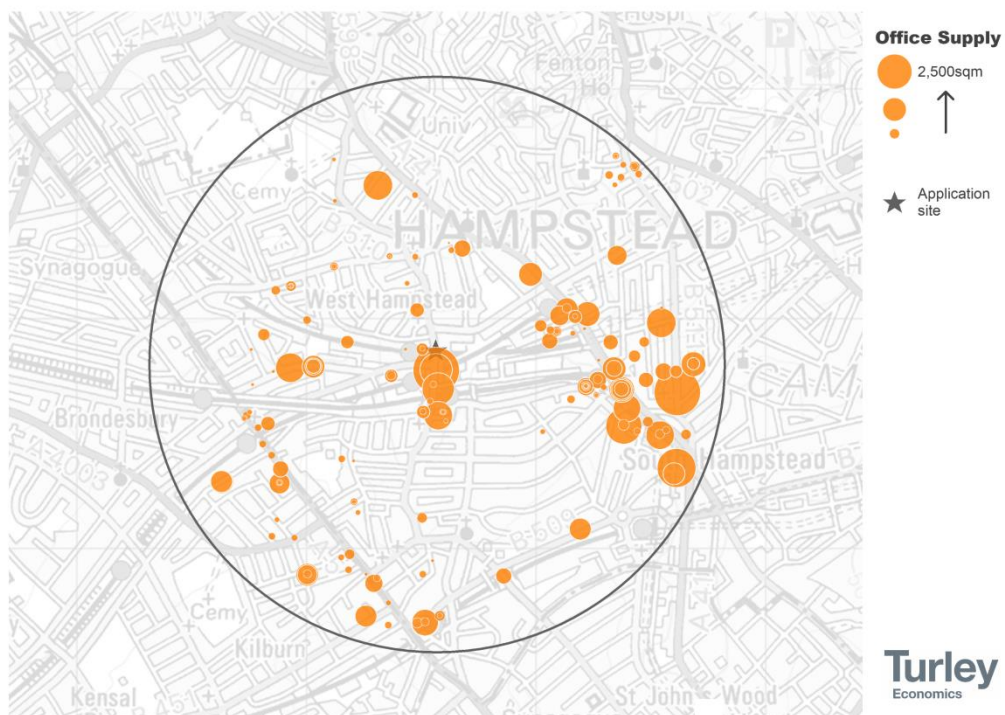 Office Supply
2,500sqm
Application
site
Fenton
Ho
Univ
Cemy
HAMPSTEAD
Synagogue
West Hampstead
Brondesbury
CAM
South Hampstead
Cemy
Kilburn
Kensal
St John's Wood
Turley
Economics